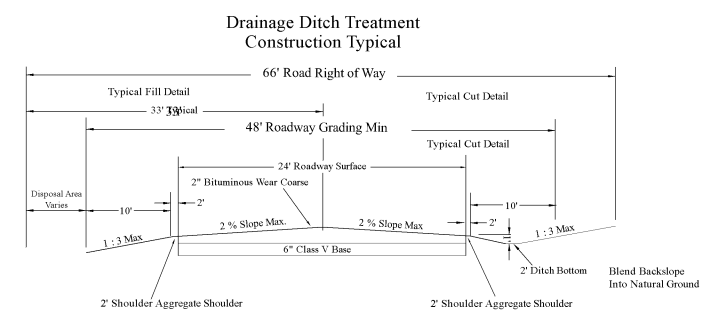 Drainage Ditch Treatment
Construction Typical
66' Road Right of Way
Typical Fill Detail
Typical Cut Detail
33' Typical
33'
48' Roadway Grading Min
Typical Cut Detail
24' Roadway Surface
2" Bituminous Wear Coarse
Disposal Area
Varies
10'
2'
10'
2'
2 % Slope Max.
2 % Slope Max
1 : 3 Max
1 : 3 Max
6" Class V Base
2' Ditch Bottom
Blend Backslope
Into Natural Ground
2' Shoulder Aggregate Shoulder
2' Shoulder Aggregate Shoulder